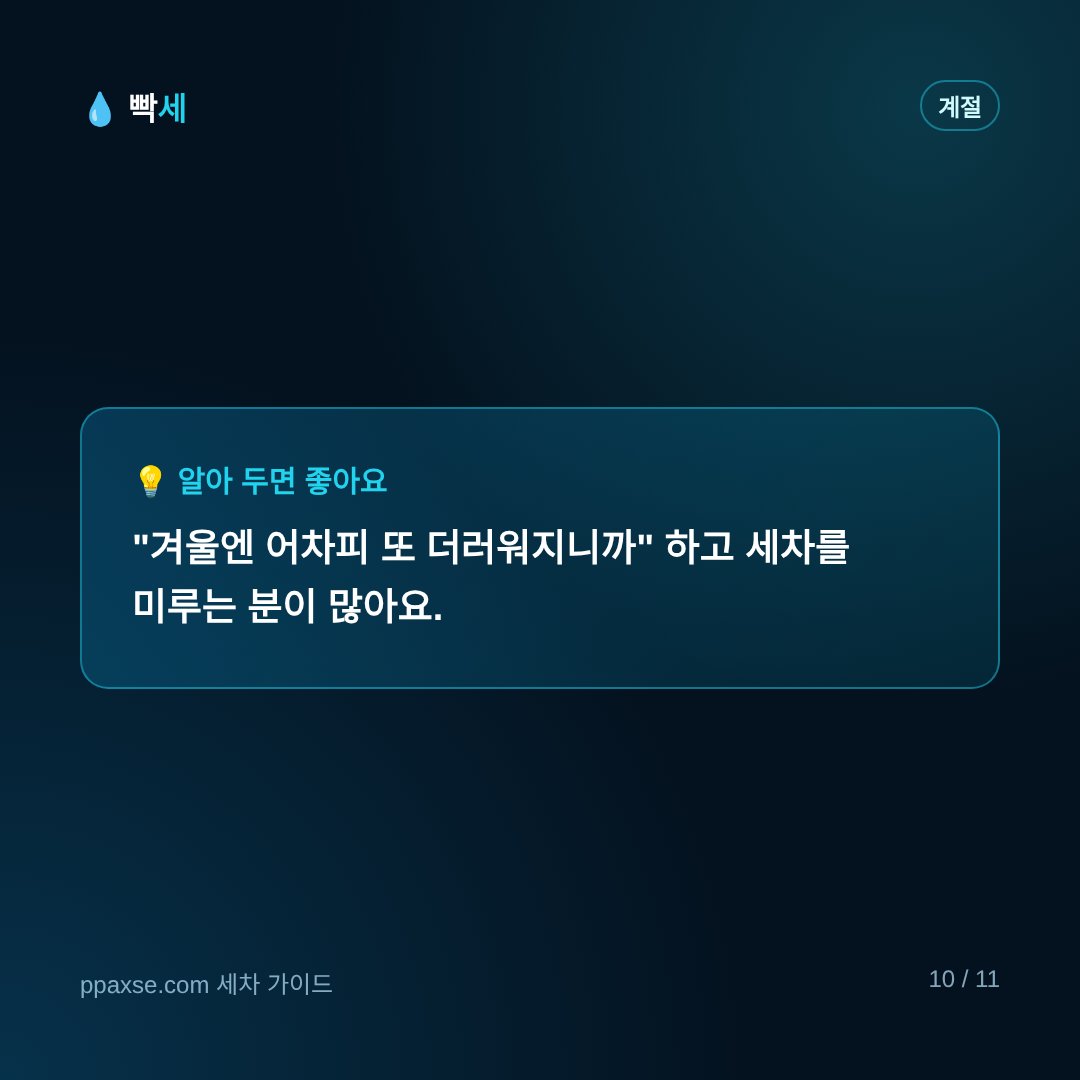 💧 빡세
계절
💡 알아 두면 좋아요
"겨울엔 어차피 또 더러워지니까" 하고 세차를
미루는 분이 많아요.
ppaxse.com 세차 가이드
10 / 11